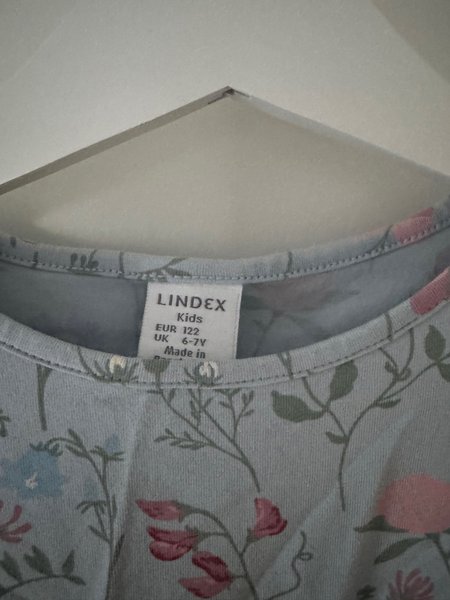 LINDEX
Kids
EUR 122
UK 6-7Y
Made in